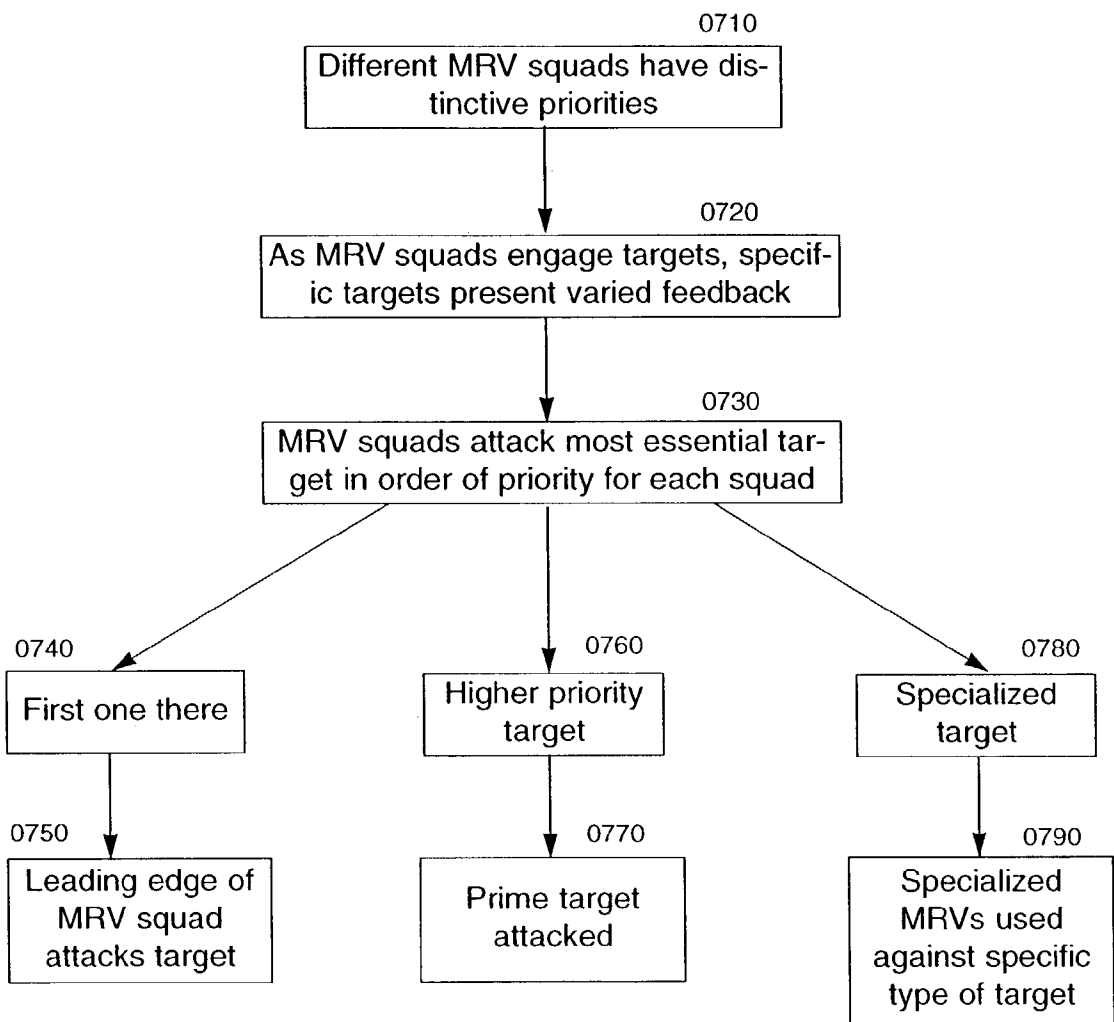 0710
Different MRV squads have dis-
tinctive priorities
0720
As MRV squads engage targets, specif-
ic targets present varied feedback
0730
MRV squads attack most essential tar-
get in order of priority for each squad
0740
First one there
0760
Higher priority
target
0780
Specialized
target
0750
Leading edge of
MRV squad
attacks target
0770
Prime target
attacked
0790
Specialized
MRVs used
against specific
type of target